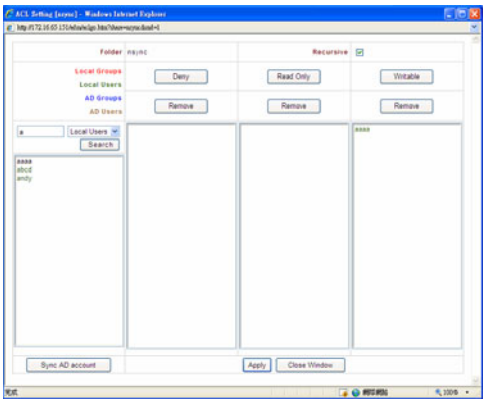 ACL Setting [nsync] - Windows Internet Explorer
Folder nsync Recursive
Local Groups
Local Users
Deny Read Only Writable
AD Groups
AD Users
Remove Remove Remove
a Local Users
Search
aaaa
abcd
andy
aaaa
Sync AD account Apply Close Window
完成 100%